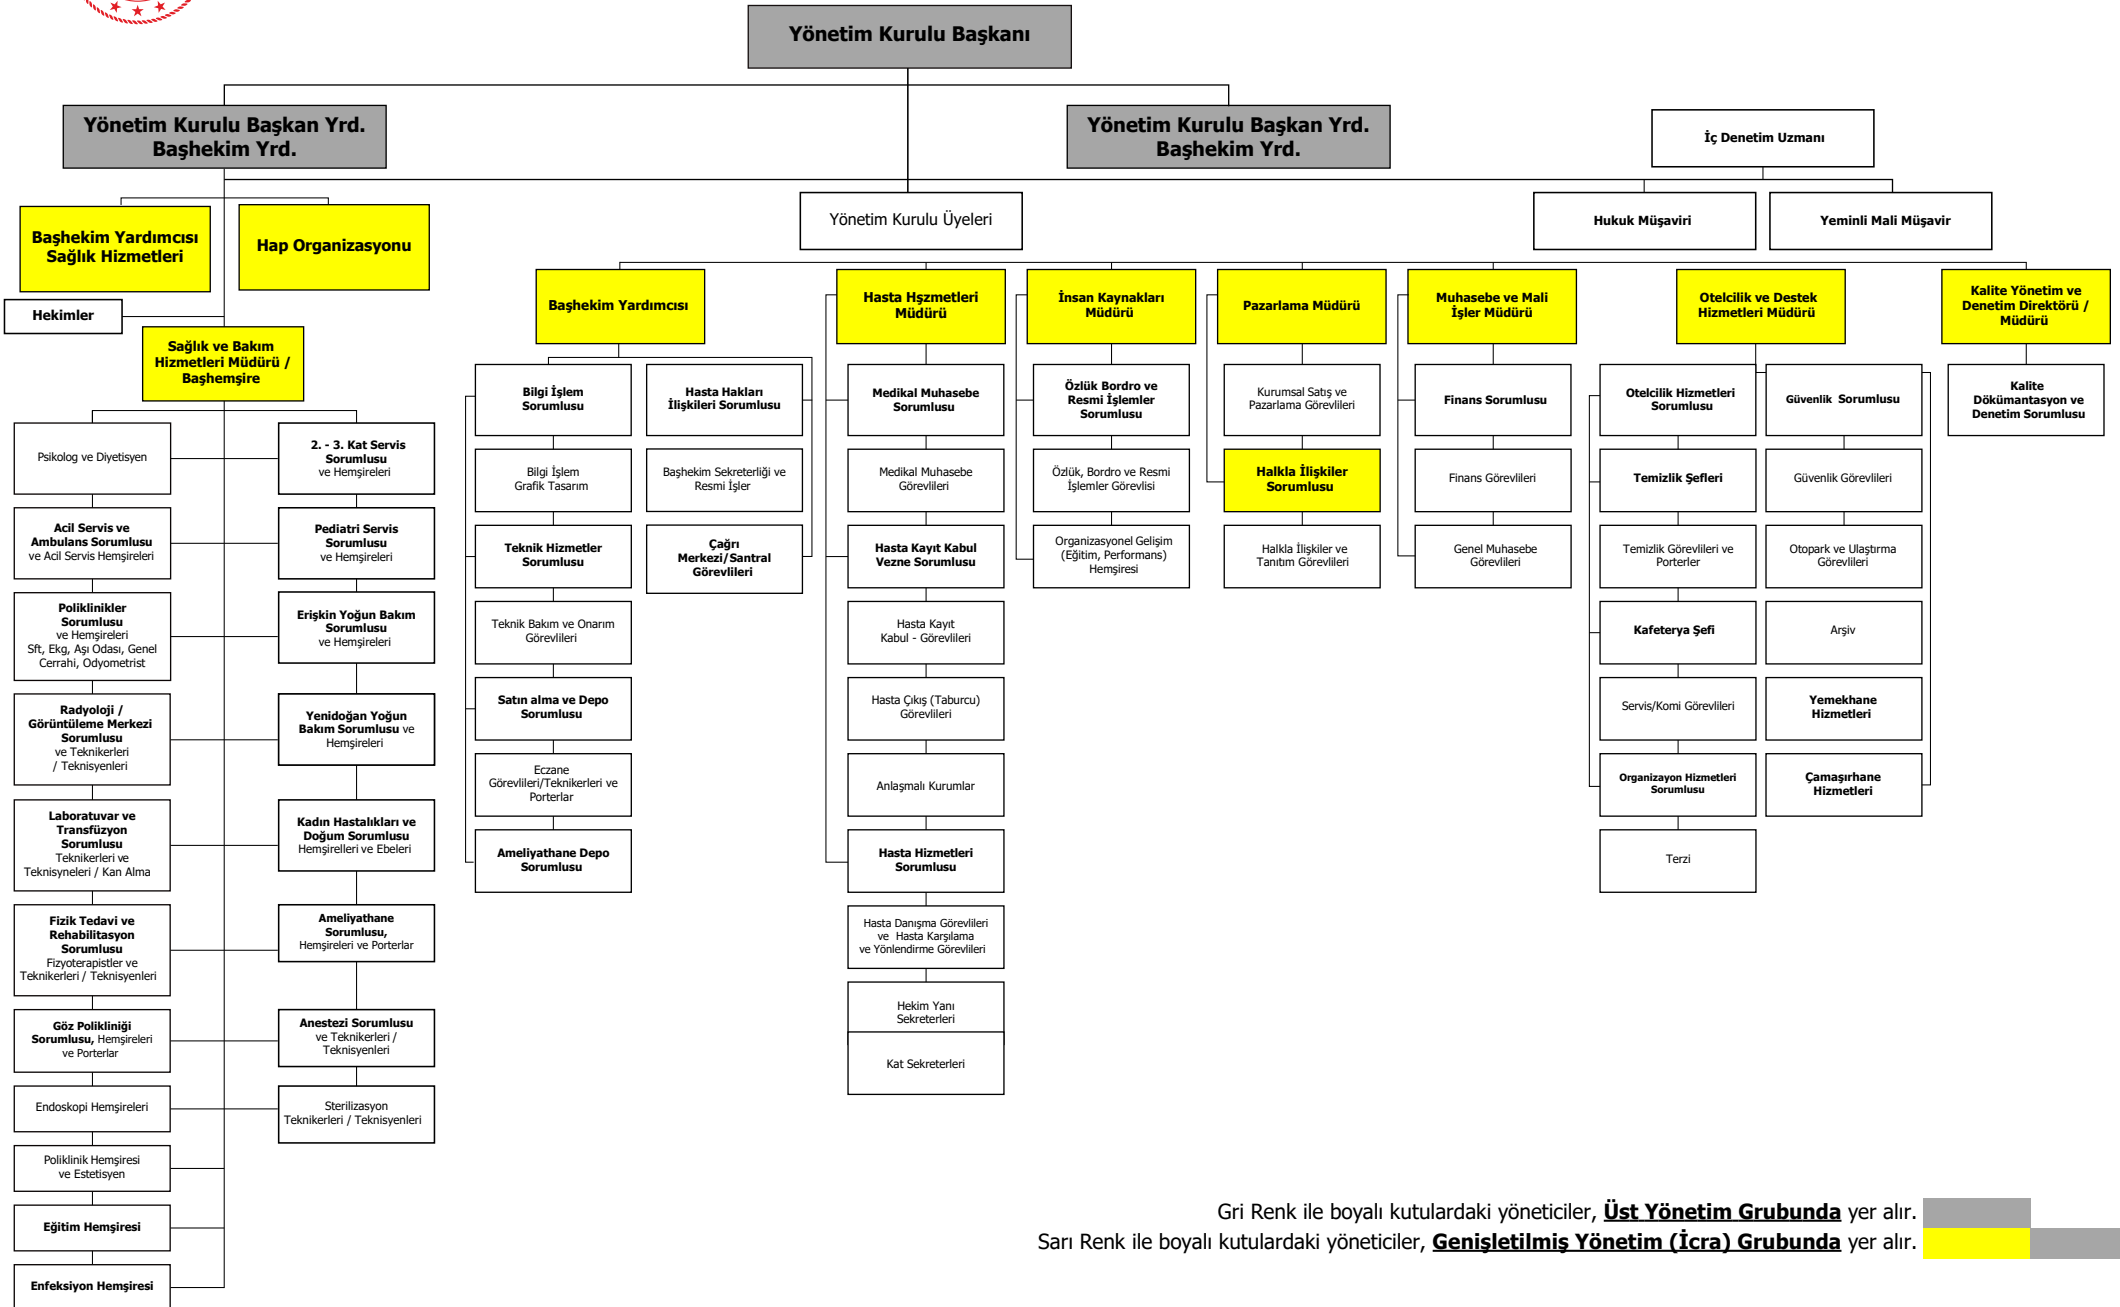 Yönetim Kurulu Başkanı
Yönetim Kurulu Başkan Yrd.
Başhekim Yrd.
Yönetim Kurulu Başkan Yrd.
Başhekim Yrd.
İç Denetim Uzmanı
Yönetim Kurulu Üyeleri
Hukuk Müşaviri
Yeminli Mali Müşavir
Başhekim Yardımcısı
Sağlık Hizmetleri
Hap Organizasyonu
Hekimler
Sağlık ve Bakım
Hizmetleri Müdürü /
Başhemşire
Psikolog ve Diyetisyen
Acil Servis ve
Ambulans Sorumlusu
ve Acil Servis Hemşireleri
Poliklinikler
Sorumlusu
ve Hemşireleri
Sft, Ekg, Aşı Odası, Genel
Cerrahi, Odyometrist
Radyoloji /
Görüntüleme Merkezi
Sorumlusu
ve Teknikerleri
/ Teknisyenleri
Laboratuvar ve
Transfüzyon
Sorumlusu
Teknikerleri ve
Teknisyneleri / Kan Alma
Fizik Tedavi ve
Rehabilitasyon
Sorumlusu
Fizyoterapistler ve
Teknikerleri / Teknisyenleri
Göz Polikliniği
Sorumlusu, Hemşireleri
ve Porterlar
Endoskopi Hemşireleri
Poliklinik Hemşiresi
ve Estetisyen
Eğitim Hemşiresi
Enfeksiyon Hemşiresi
2. - 3. Kat Servis
Sorumlusu
ve Hemşireleri
Pediatri Servis
Sorumlusu
ve Hemşireleri
Erişkin Yoğun Bakım
Sorumlusu
ve Hemşireleri
Yenidoğan Yoğun
Bakım Sorumlusu ve
Hemşireleri
Kadın Hastalıkları ve
Doğum Sorumlusu
Hemşirelleri ve Ebeleri
Ameliyathane
Sorumlusu,
Hemşireleri ve Porterlar
Anestezi Sorumlusu
ve Teknikerleri /
Teknisyenleri
Sterilizasyon
Teknikerleri / Teknisyenleri
Başhekim Yardımcısı
Bilgi İşlem
Sorumlusu
Bilgi İşlem
Grafik Tasarım
Teknik Hizmetler
Sorumlusu
Teknik Bakım ve Onarım
Görevlileri
Satın alma ve Depo
Sorumlusu
Eczane
Görevlileri/Teknikerleri ve
Porterlar
Ameliyathane Depo
Sorumlusu
Hasta Hakları
İlişkileri Sorumlusu
Başhekim Sekreterliği ve
Resmi İşler
Çağrı
Merkezi/Santral
Görevlileri
Hasta Hşzmetleri
Müdürü
Medikal Muhasebe
Sorumlusu
Medikal Muhasebe
Görevlileri
Hasta Kayıt Kabul
Vezne Sorumlusu
Hasta Kayıt
Kabul - Görevlileri
Hasta Çıkış (Taburcu)
Görevlileri
Anlaşmalı Kurumlar
Hasta Hizmetleri
Sorumlusu
Hasta Danışma Görevlileri
ve Hasta Karşılama
ve Yönlendirme Görevlileri
Hekim Yanı
Sekreterleri
Kat Sekreterleri
İnsan Kaynakları
Müdürü
Özlük Bordro ve
Resmi İşlemler
Sorumlusu
Özlük, Bordro ve Resmi
İşlemler Görevlisi
Organizasyonel Gelişim
(Eğitim, Performans)
Hemşiresi
Pazarlama Müdürü
Kurumsal Satış ve
Pazarlama Görevlileri
Halkla İlişkiler
Sorumlusu
Halkla İlişkiler ve
Tanıtım Görevlileri
Muhasebe ve Mali
İşler Müdürü
Finans Sorumlusu
Finans Görevlileri
Genel Muhasebe
Görevlileri
Otelcilik ve Destek
Hizmetleri Müdürü
Otelcilik Hizmetleri
Sorumlusu
Temizlik Şefleri
Temizlik Görevlileri ve
Porterler
Kafeterya Şefi
Servis/Komi Görevlileri
Organizayon Hizmetleri
Sorumlusu
Terzi
Güvenlik Sorumlusu
Güvenlik Görevlileri
Otopark ve Ulaştırma
Görevlileri
Arşiv
Yemekhane
Hizmetleri
Çamaşırhane
Hizmetleri
Kalite Yönetim ve
Denetim Direktörü /
Müdürü
Kalite
Dökümantasyon ve
Denetim Sorumlusu
Gri Renk ile boyalı kutulardaki yöneticiler, Üst Yönetim Grubunda yer alır.
Sarı Renk ile boyalı kutulardaki yöneticiler, Genişletilmiş Yönetim (İcra) Grubunda yer alır.